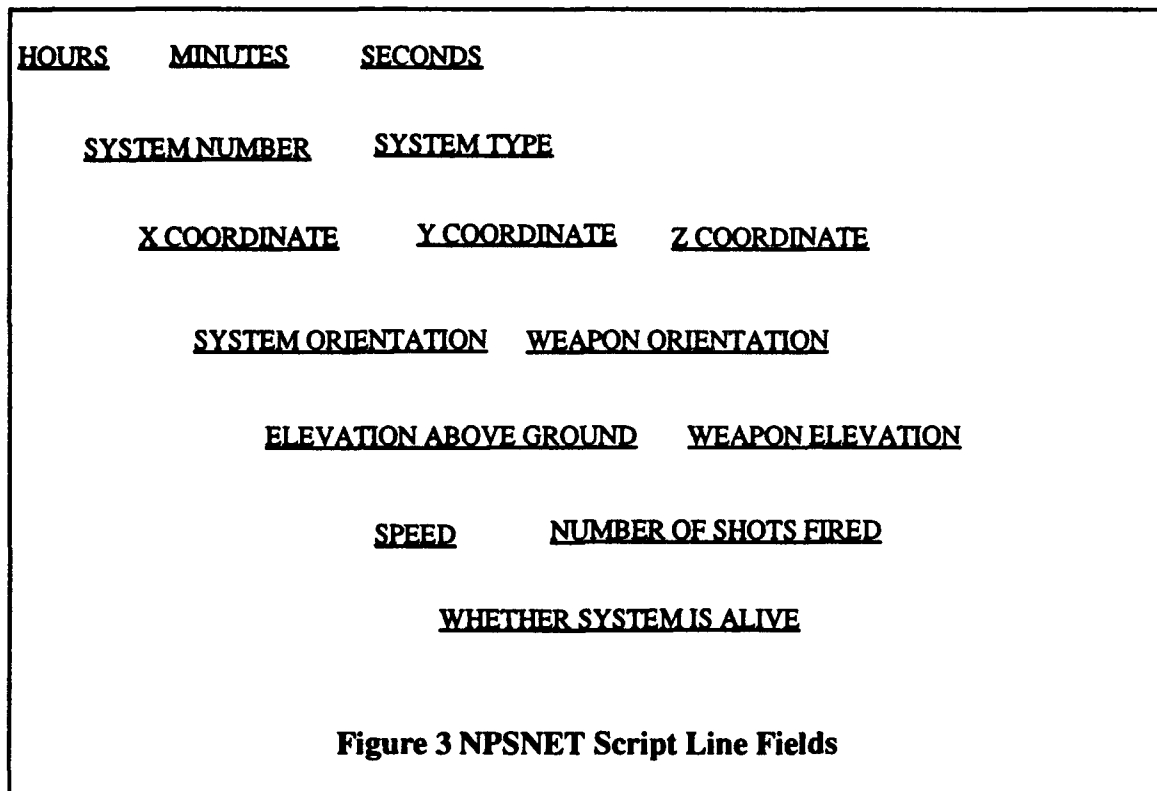 HOURS MINUTES SECONDS
SYSTEM NUMBER SYSTEM TYPE
X COORDINATE Y COORDINATE Z COORDINATE
SYSTEM ORIENTATION WEAPON ORIENTATION
ELEVATION ABOVE GROUND WEAPON ELEVATION
SPEED NUMBER OF SHOTS FIRED
WHETHER SYSTEM IS ALIVE
Figure 3 NPSNET Script Line Fields